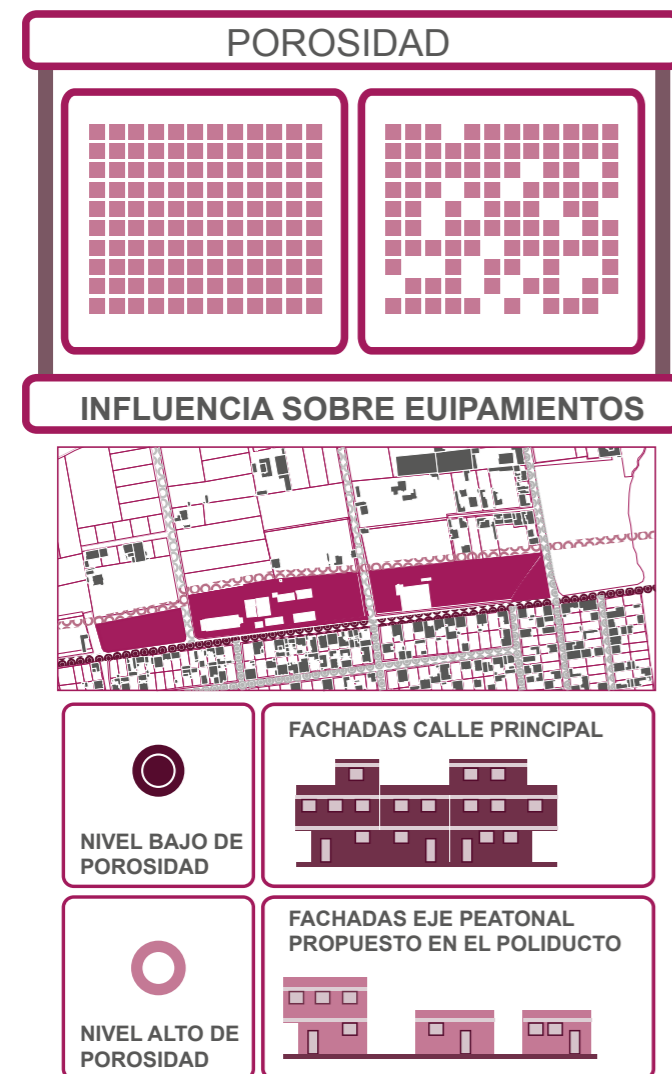 POROSIDAD
INFLUENCIA SOBRE EUIPAMIENTOS
FACHADAS CALLE PRINCIPAL
NIVEL BAJO DE
POROSIDAD
FACHADAS EJE PEATONAL
PROPUESTO EN EL POLIDUCTO
NIVEL ALTO DE
POROSIDAD